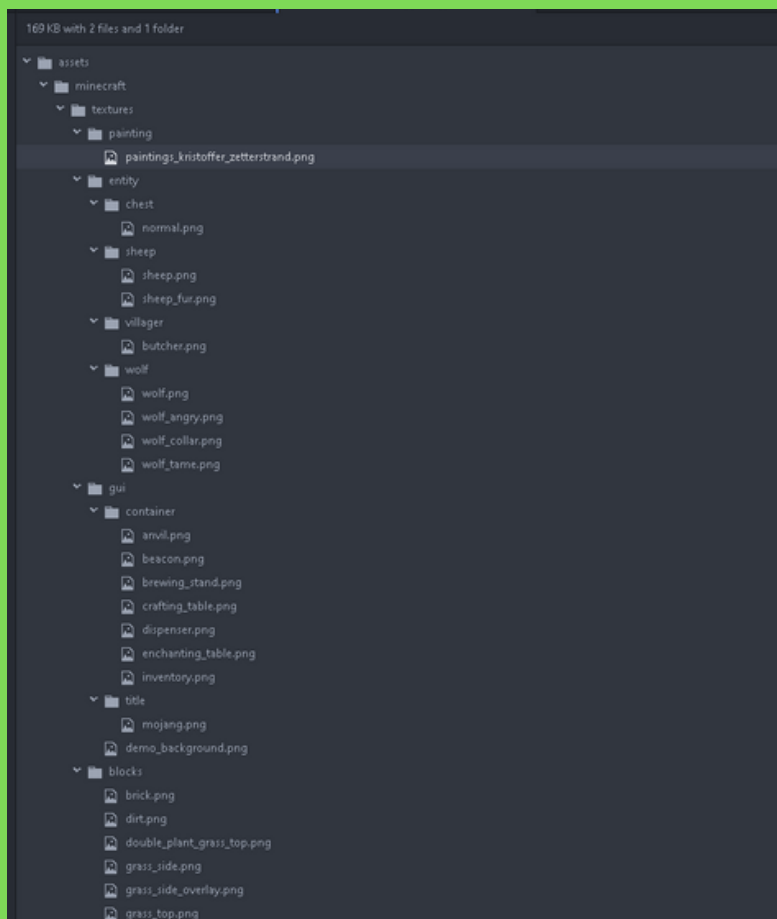 169 KB with 2 files and 1 folder
assets
minecraft
textures
painting
paintings_kristoffer_zetterstrand.png
entity
chest
normal.png
sheep
sheep.png
sheep_fur.png
villager
butcher.png
wolf
wolf.png
wolf_angry.png
wolf_collar.png
wolf_tame.png
gui
container
anvil.png
beacon.png
brewing_stand.png
crafting_table.png
dispenser.png
enchanting_table.png
inventory.png
title
mojang.png
demo_background.png
blocks
brick.png
dirt.png
double_plant_grass_top.png
grass_side.png
grass_side_overlay.png
grass_top.png